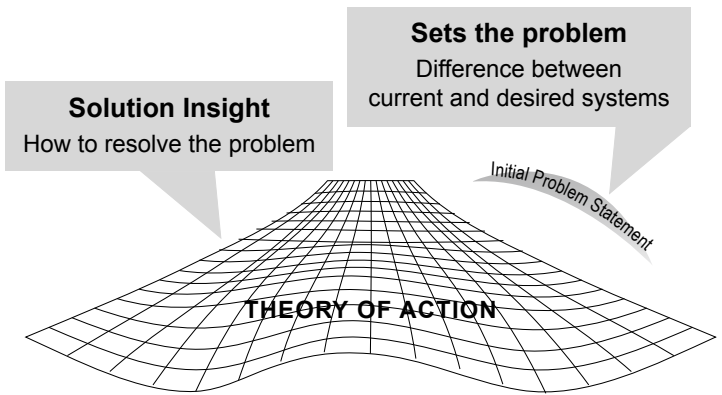 Sets the problem
Difference between
current and desired systems
Solution Insight
How to resolve the problem
Initial Problem Statement
THEORY OF ACTION